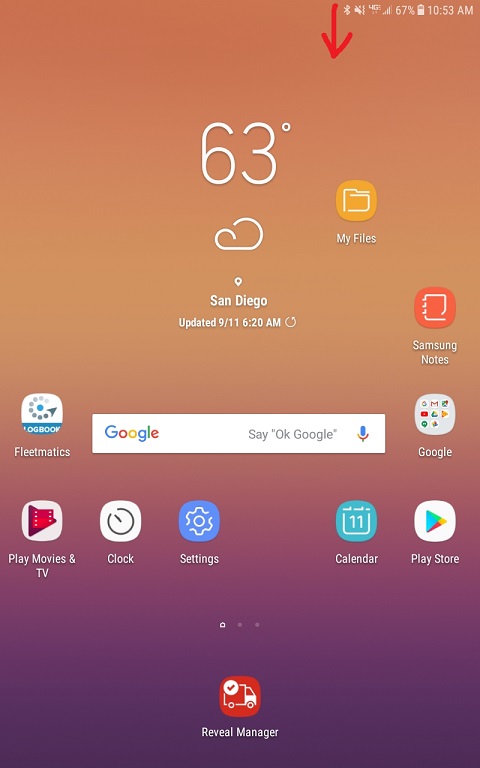 4G 67% 10:53 AM
63°
My Files
San Diego
Updated 9/11 6:20 AM
Samsung
Notes
LOGBOOK
Fleetmatics
Google
Say "Ok Google"
Google
Play Movies &
TV
Clock
Settings
11
Calendar
Play Store
Reveal Manager